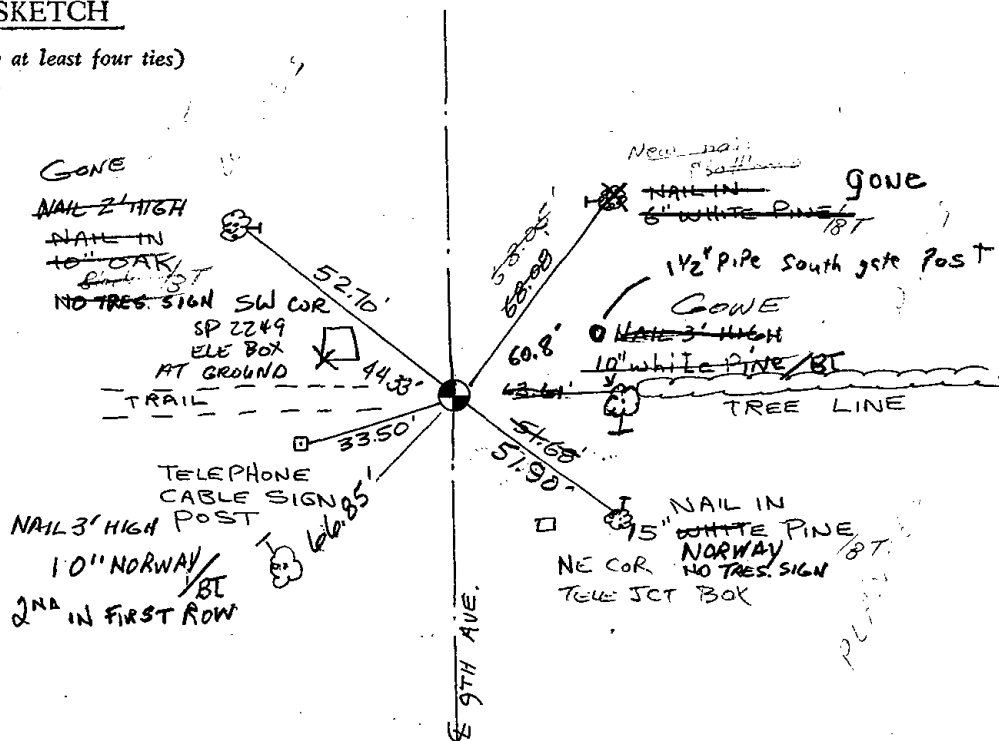 SKETCH
at least four ties)
GONE
NAIL 2' HIGH
NAIL IN
10" OAK
BT
NO TRES. SIGN
New nail
NAIL IN
6" WHITE PINE/BT
gone
68.08
52.70'
1½" PIPE South gate POST
GONE
NAIL 3' HIGH
10" white PINE/BT
SW COR
SP 2249
ELE BOX
AT GROUND
44.33'
60.8'
63.61'
TRAIL
TREE LINE
33.50'
51.68'
51.90'
TELEPHONE
CABLE SIGN
POST
66.85'
NAIL 3' HIGH
10" NORWAY/BT
2ND IN FIRST ROW
NAIL IN
15" WHITE PINE
NORWAY
BT.
NO TRES. SIGN
NE COR
TELE JCT BOX
℄ 9TH AVE.